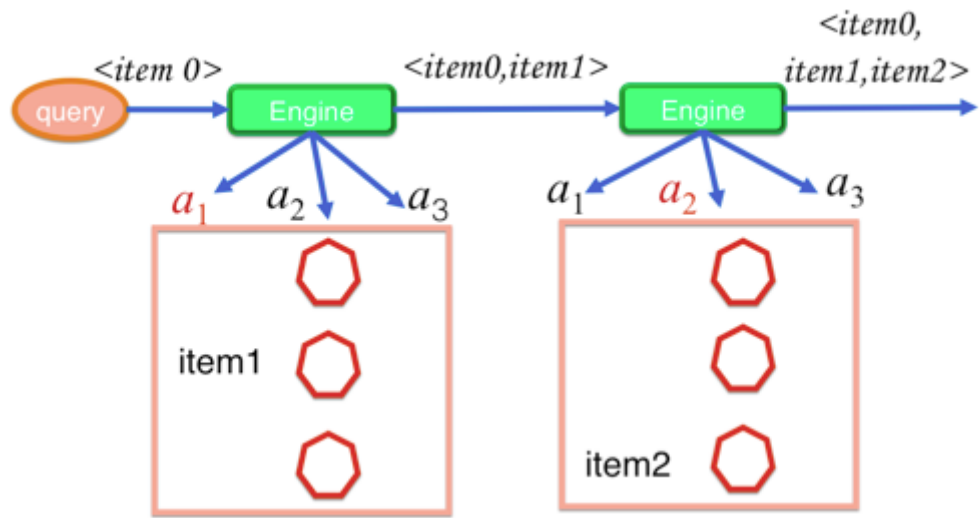 <item0,
<item 0>
<item0,item1>
item1,item2>
query
Engine
Engine
a₁
a₂
a₃
a₁
a₂
a₃
item1
item2